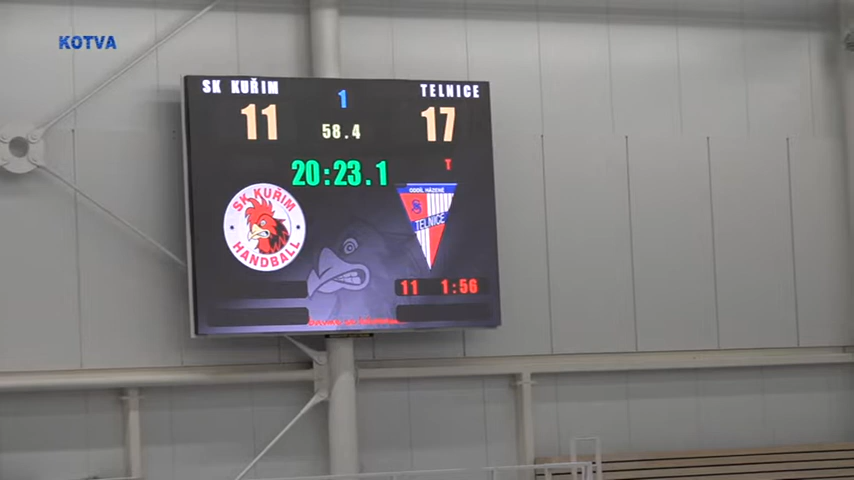 KOTVA
SK KUŘIM 1 TELNICE
11 58.4 17
20:23.1 T
SK KUŘIM
HANDBALL
ODDÍL HÁZENÉ
TELNICE
11 1:56